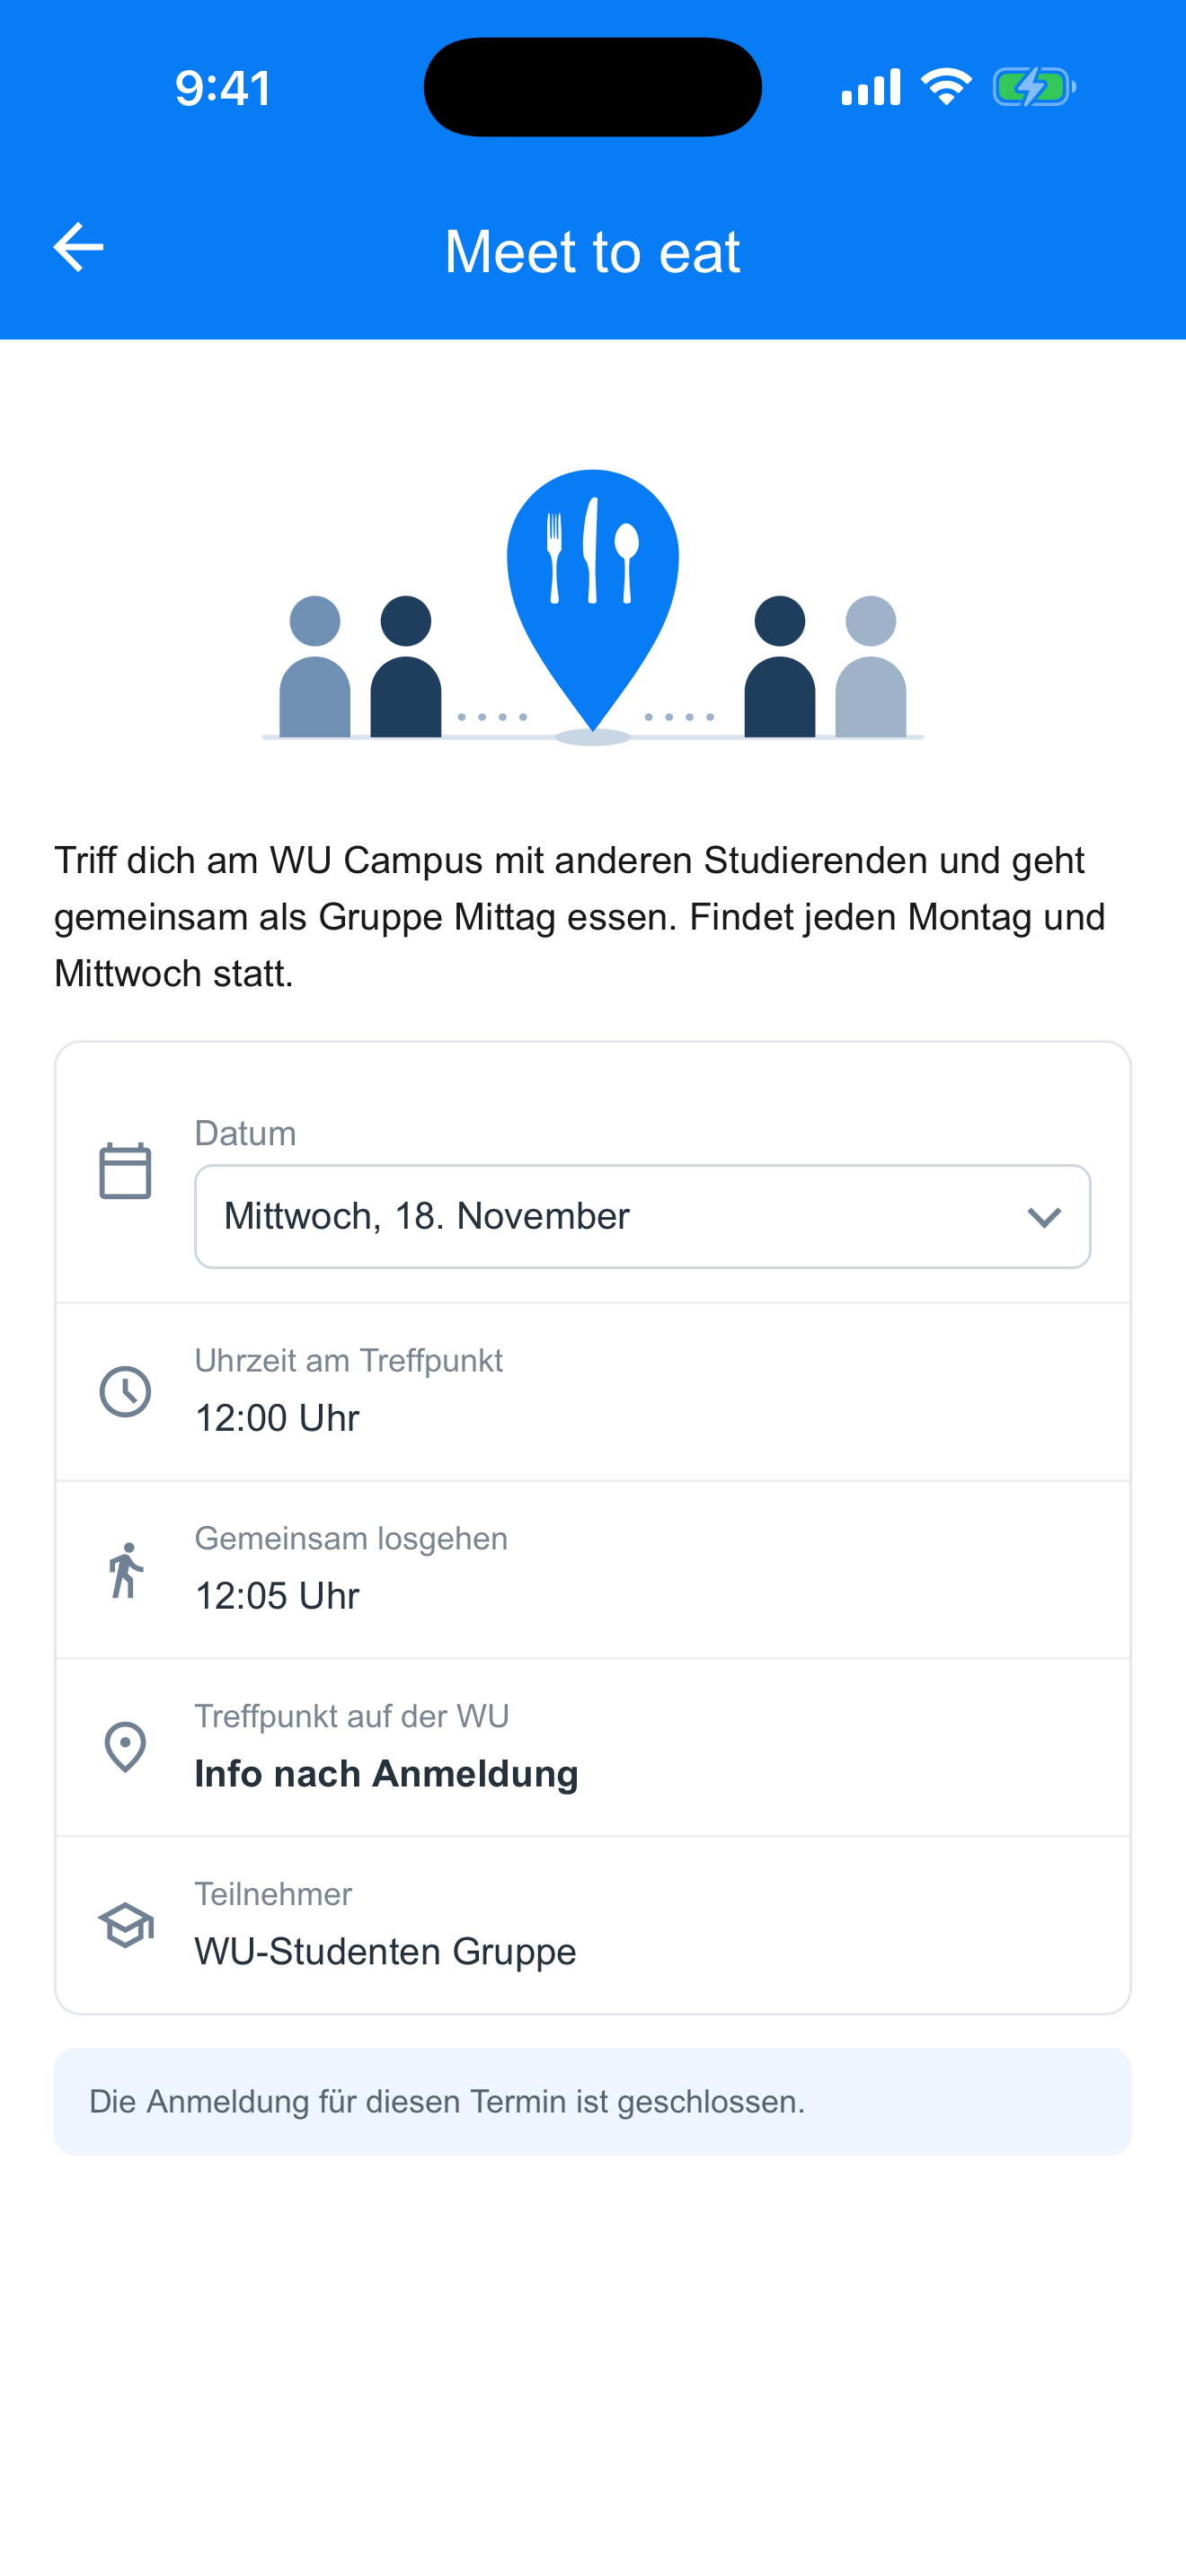 9:41
Meet to eat
Triff dich am WU Campus mit anderen Studierenden und geht
gemeinsam als Gruppe Mittag essen. Findet jeden Montag und
Mittwoch statt.
Datum
Mittwoch, 18. November
Uhrzeit am Treffpunkt
12:00 Uhr
Gemeinsam losgehen
12:05 Uhr
Treffpunkt auf der WU
Info nach Anmeldung
Teilnehmer
WU-Studenten Gruppe
Die Anmeldung für diesen Termin ist geschlossen.